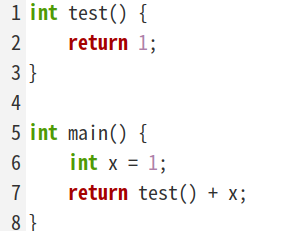 1 int test() {
2     return 1;
3 }
4
5 int main() {
6     int x = 1;
7     return test() + x;
8 }